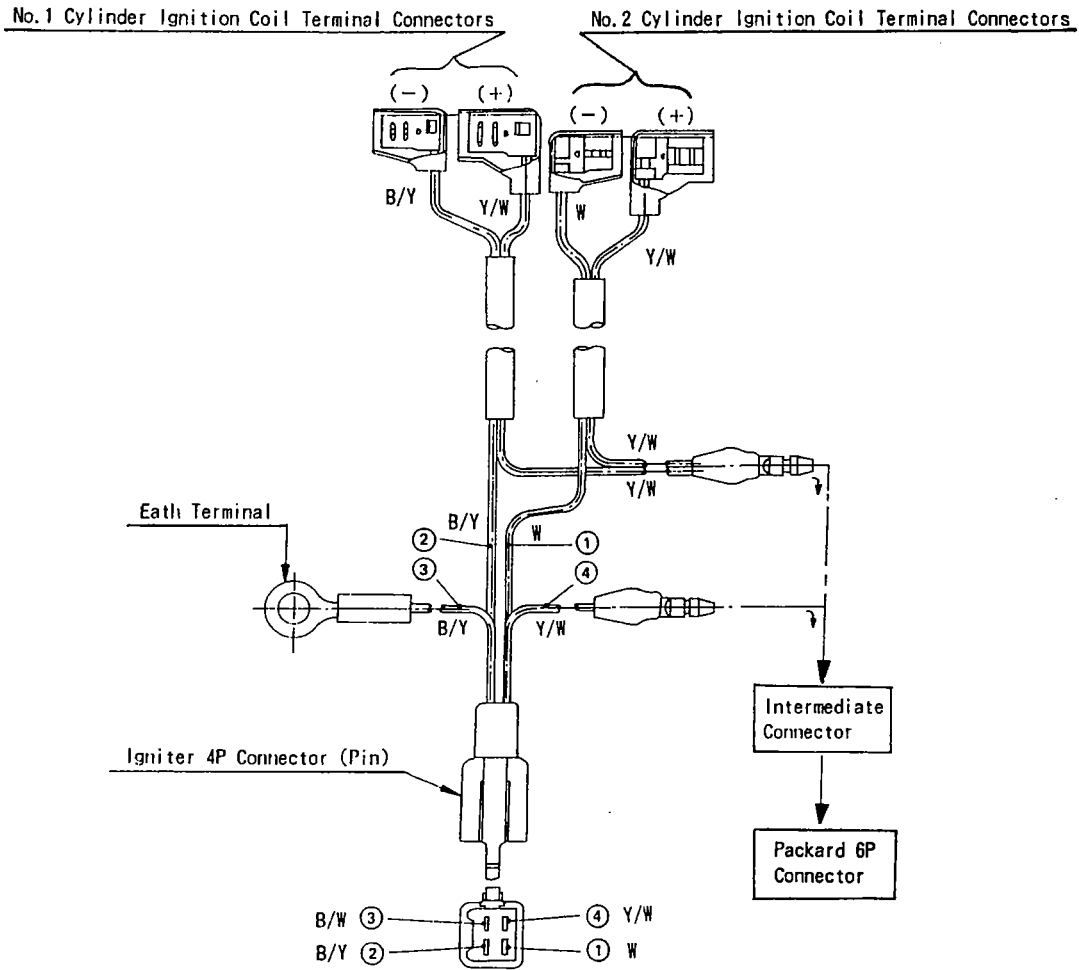 No.1 Cylinder Ignition Coil Terminal Connectors
No.2 Cylinder Ignition Coil Terminal Connectors
(-)
(+)
(-)
(+)
B/Y
Y/W
W
Y/W
Y/W
Y/W
Eath Terminal
B/Y
W
②
①
③
④
B/Y
Y/W
Intermediate
Connector
Igniter 4P Connector (Pin)
Packard 6P
Connector
B/W ③
④ Y/W
B/Y ②
① W